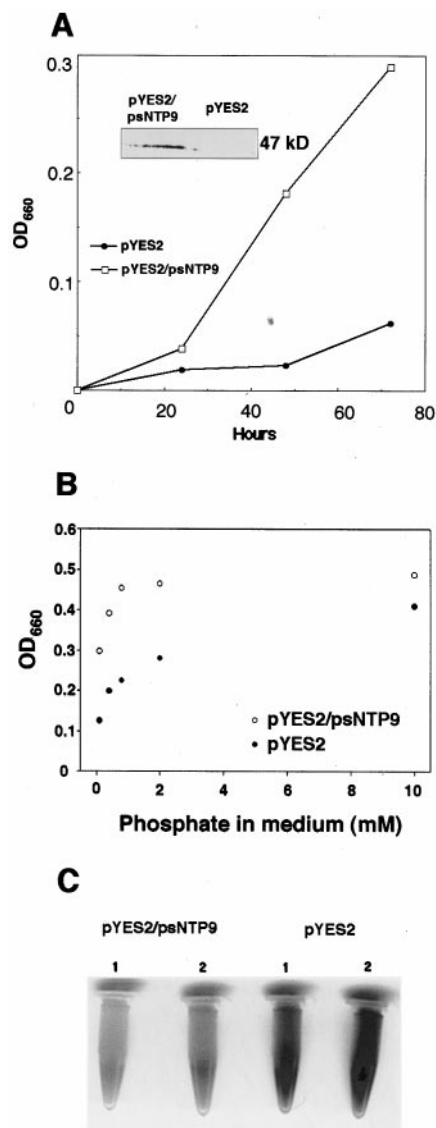 A
0.3
0.2
0.1
0
OD660
pYES2/
psNTP9
pYES2
47 kD
pYES2
pYES2/psNTP9
0 20 40 60 80
Hours
B
0.6
0.5
0.4
0.3
0.2
0.1
0
OD660
pYES2/psNTP9
pYES2
0 2 4 6 8 10
Phosphate in medium (mM)
C
pYES2/psNTP9 pYES2
1 2 1 2